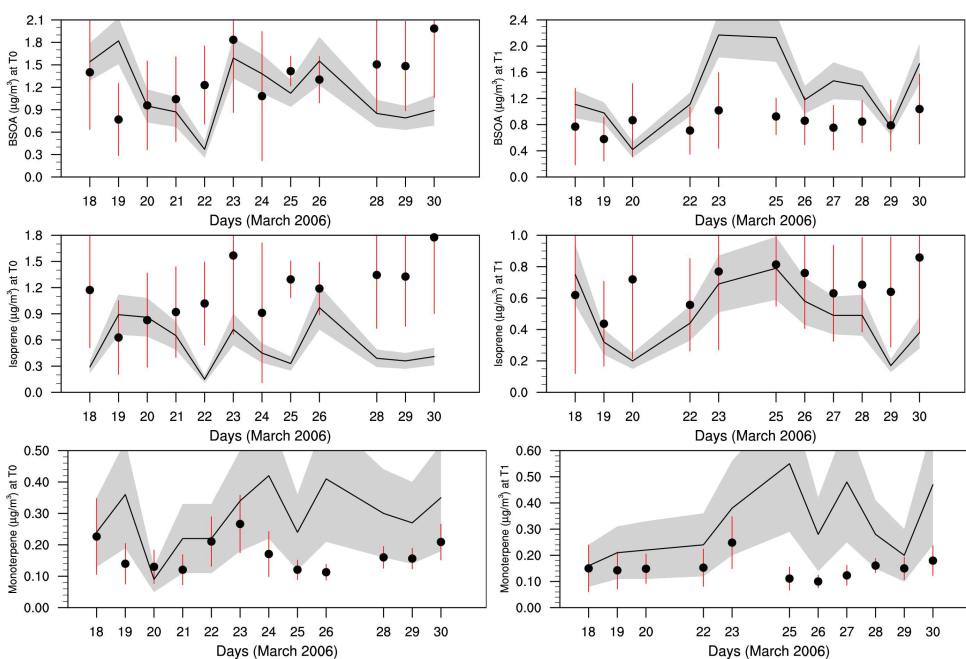 BSOA (µg/m³) at T0
2.1
1.8
1.5
1.2
0.9
0.6
0.3
0.0
18 19 20 21 22 23 24 25 26 28 29 30
Days (March 2006)
BSOA (µg/m³) at T1
2.4
2.0
1.6
1.2
0.8
0.4
0.0
18 19 20 22 23 25 26 27 28 29 30
Days (March 2006)
Isoprene (µg/m³) at T0
1.8
1.5
1.2
0.9
0.6
0.3
0.0
18 19 20 21 22 23 24 25 26 28 29 30
Days (March 2006)
Isoprene (µg/m³) at T1
1.0
0.8
0.6
0.4
0.2
0.0
18 19 20 22 23 25 26 27 28 29 30
Days (March 2006)
Monoterpene (µg/m³) at T0
0.50
0.40
0.30
0.20
0.10
0.00
18 19 20 21 22 23 24 25 26 28 29 30
Days (March 2006)
Monoterpene (µg/m³) at T1
0.60
0.50
0.40
0.30
0.20
0.10
0.00
18 19 20 22 23 25 26 27 28 29 30
Days (March 2006)